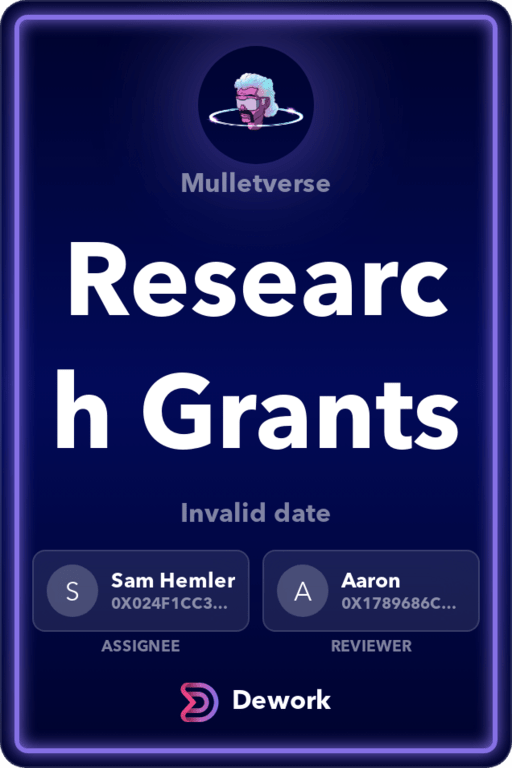 Mulletverse
Researc
h Grants
Invalid date
S
Sam Hemler
0X024F1CC3...
A
Aaron
0X1789686C...
ASSIGNEE
REVIEWER
Dework